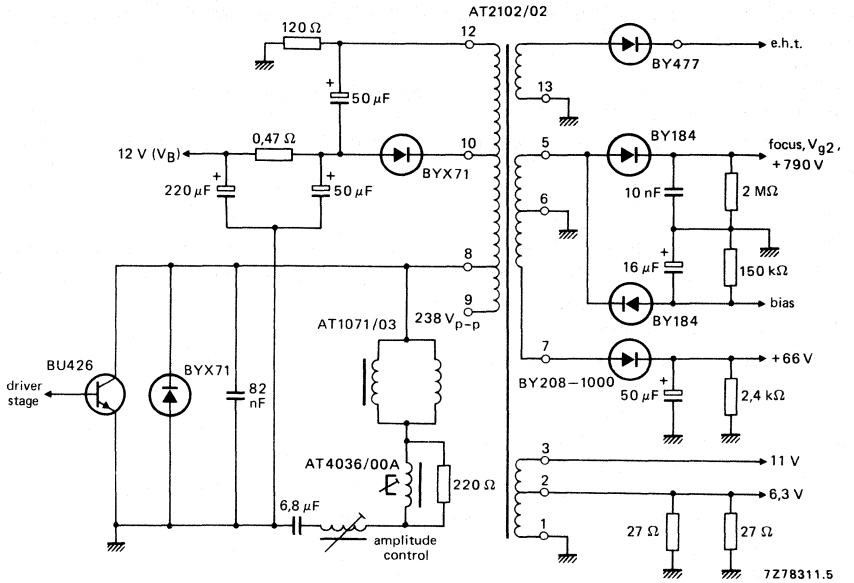 AT2102/02
120 Ω
12
e.h.t.
BY477
+
50 µF
13
12 V (VB)
0,47 Ω
10
BYX71
5
BY184
focus, Vg2,
+790 V
220 µF
+
+
50 µF
6
10 nF
2 MΩ
8
9
238 Vp-p
+
16 µF
150 kΩ
bias
BY184
AT1071/03
7
+66 V
BY208-1000
BU426
driver
stage
BYX71
82
nF
+
50 µF
2,4 kΩ
AT4036/00A
220 Ω
3
11 V
2
6,3 V
6,8 µF
amplitude
control
1
27 Ω
27 Ω
7Z78311.5